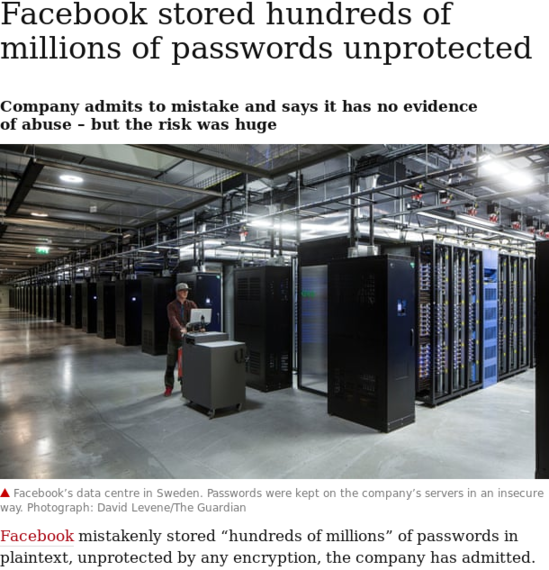 Facebook stored hundreds of
millions of passwords unprotected
Company admits to mistake and says it has no evidence
of abuse – but the risk was huge
Facebook’s data centre in Sweden. Passwords were kept on the company’s servers in an insecure
way. Photograph: David Levene/The Guardian
Facebook mistakenly stored “hundreds of millions” of passwords in
plaintext, unprotected by any encryption, the company has admitted.